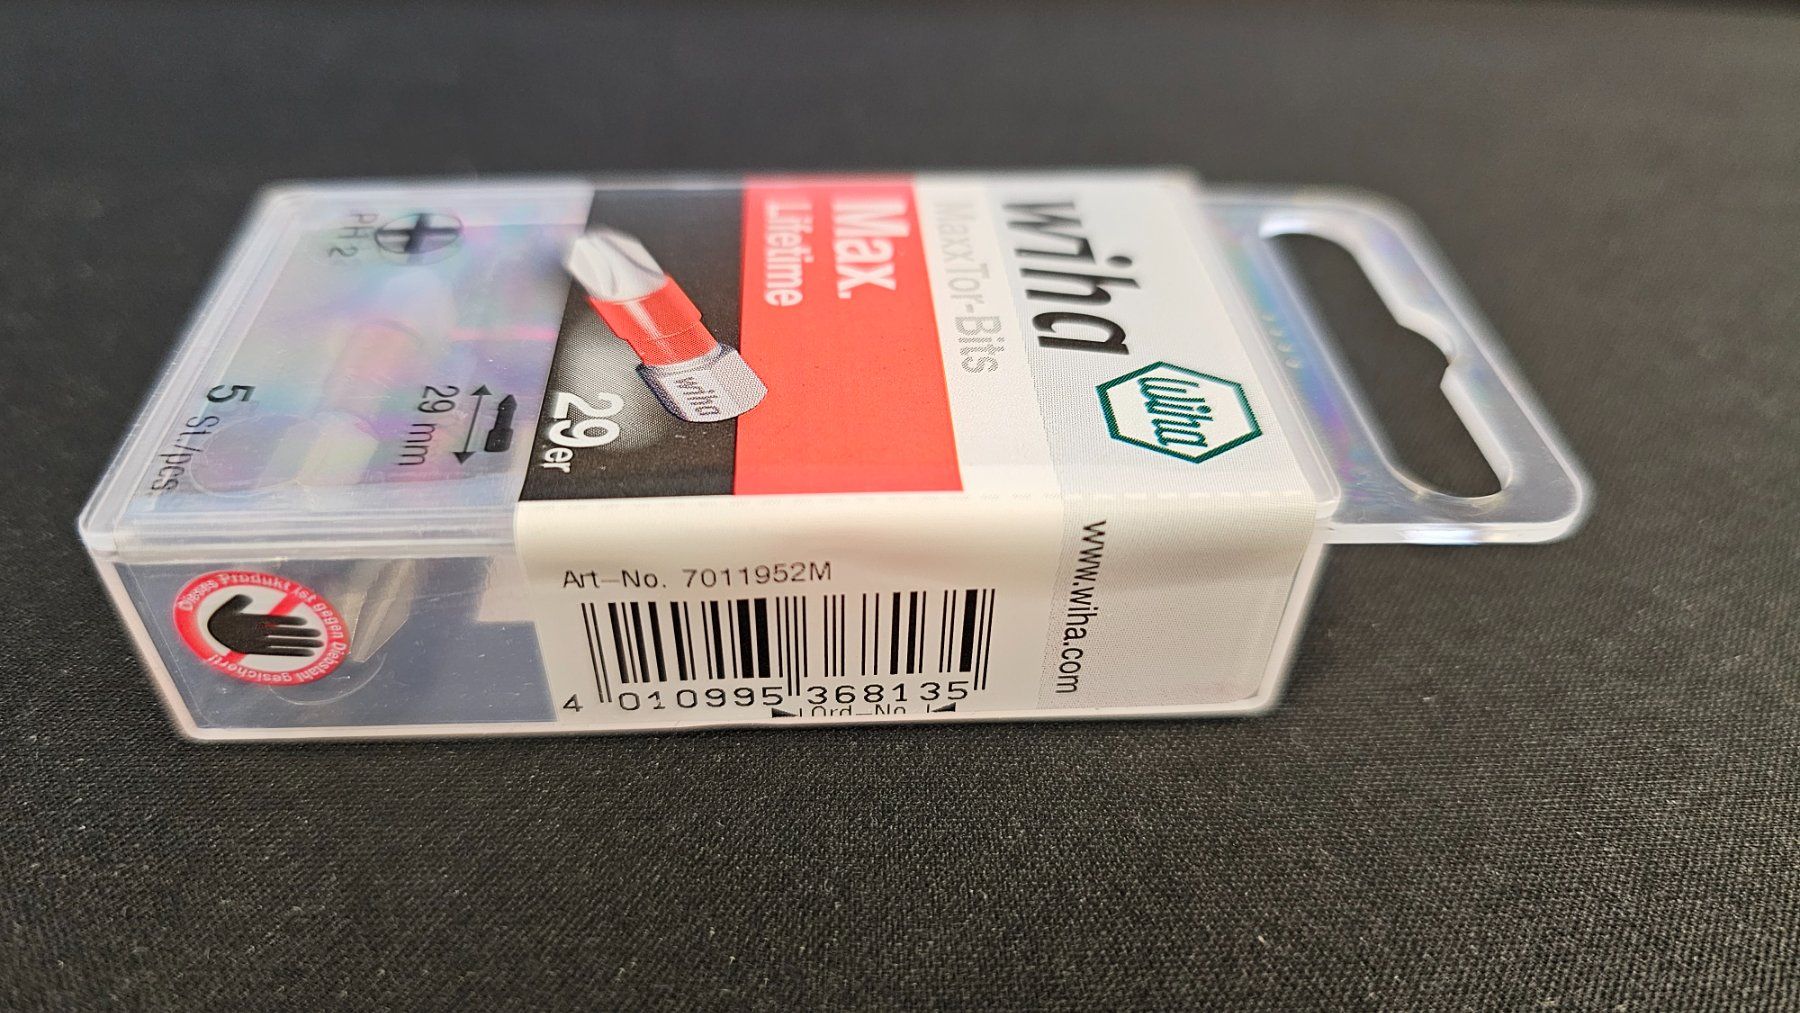 wiha
wiha
MaxxTor-Bits
Max.
Lifetime
wiha
29er
PH 2
29 mm
5 St./pcs
www.wiha.com
Art-No. 7011952M
4 010995 368135
Ord-No.
Dieses Produkt ist gegen Diebstahl gesichert!